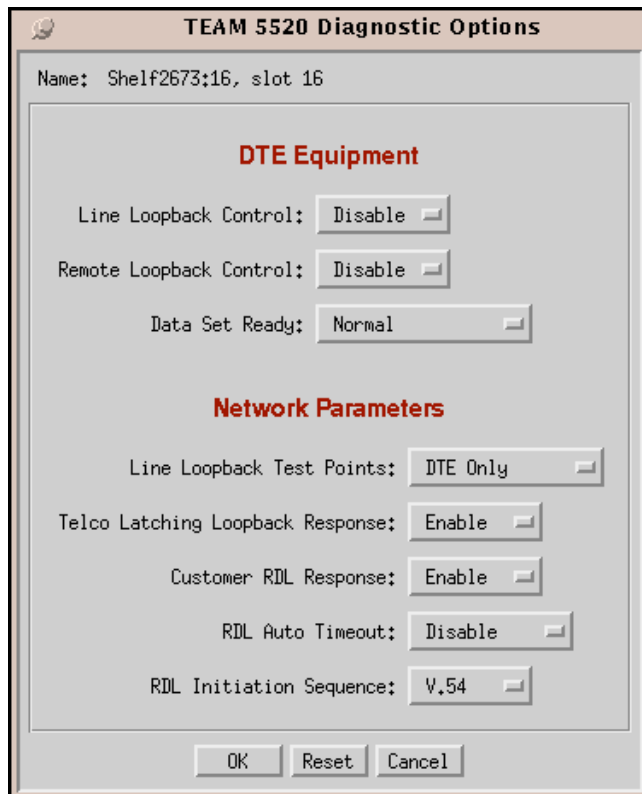 TEAM 5520 Diagnostic Options
Name: Shelf2673:16, slot 16
DTE Equipment
Line Loopback Control: Disable
Remote Loopback Control: Disable
Data Set Ready: Normal
Network Parameters
Line Loopback Test Points: DTE Only
Telco Latching Loopback Response: Enable
Customer RDL Response: Enable
RDL Auto Timeout: Disable
RDL Initiation Sequence: V.54
OK Reset Cancel